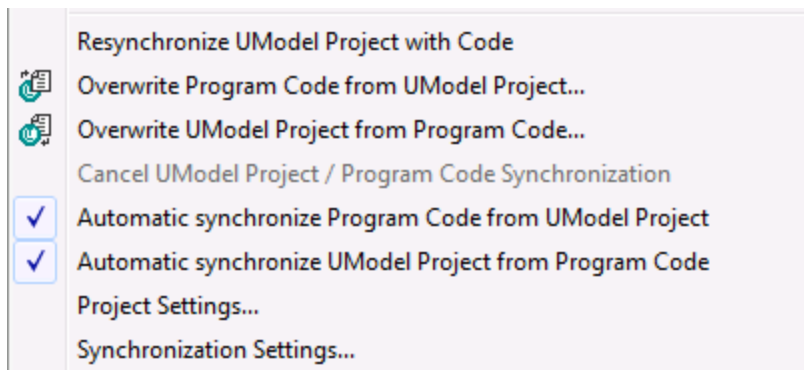 Resynchronize UModel Project with Code
Overwrite Program Code from UModel Project...
Overwrite UModel Project from Program Code...
Cancel UModel Project / Program Code Synchronization
Automatic synchronize Program Code from UModel Project
Automatic synchronize UModel Project from Program Code
Project Settings...
Synchronization Settings...